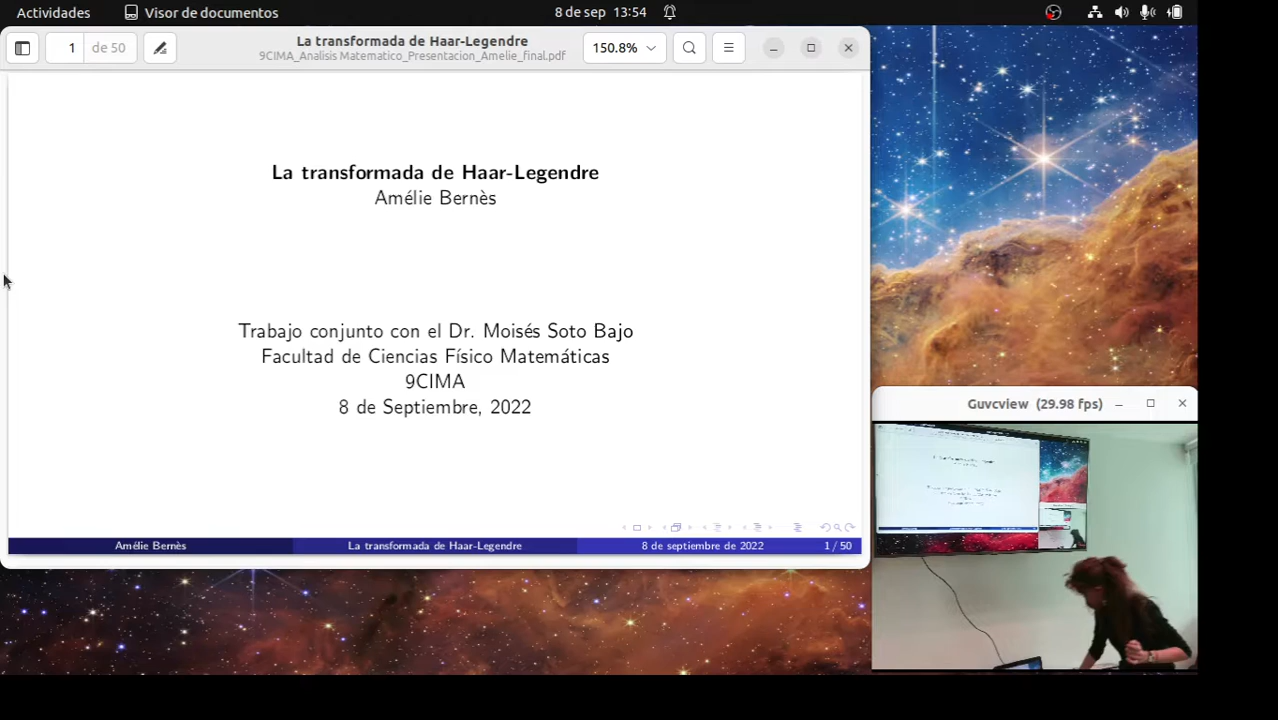 Actividades
Visor de documentos
8 de sep 13:54
1
de 50
La transformada de Haar-Legendre
9CIMA_Analisis Matematico_Presentacion_Amelie_final.pdf
150.8%
La transformada de Haar-Legendre
Amélie Bernès
Trabajo conjunto con el Dr. Moisés Soto Bajo
Facultad de Ciencias Físico Matemáticas
9CIMA
8 de Septiembre, 2022
Amélie Bernès
La transformada de Haar-Legendre
8 de septiembre de 2022
1 / 50
Guvcview (29.98 fps)